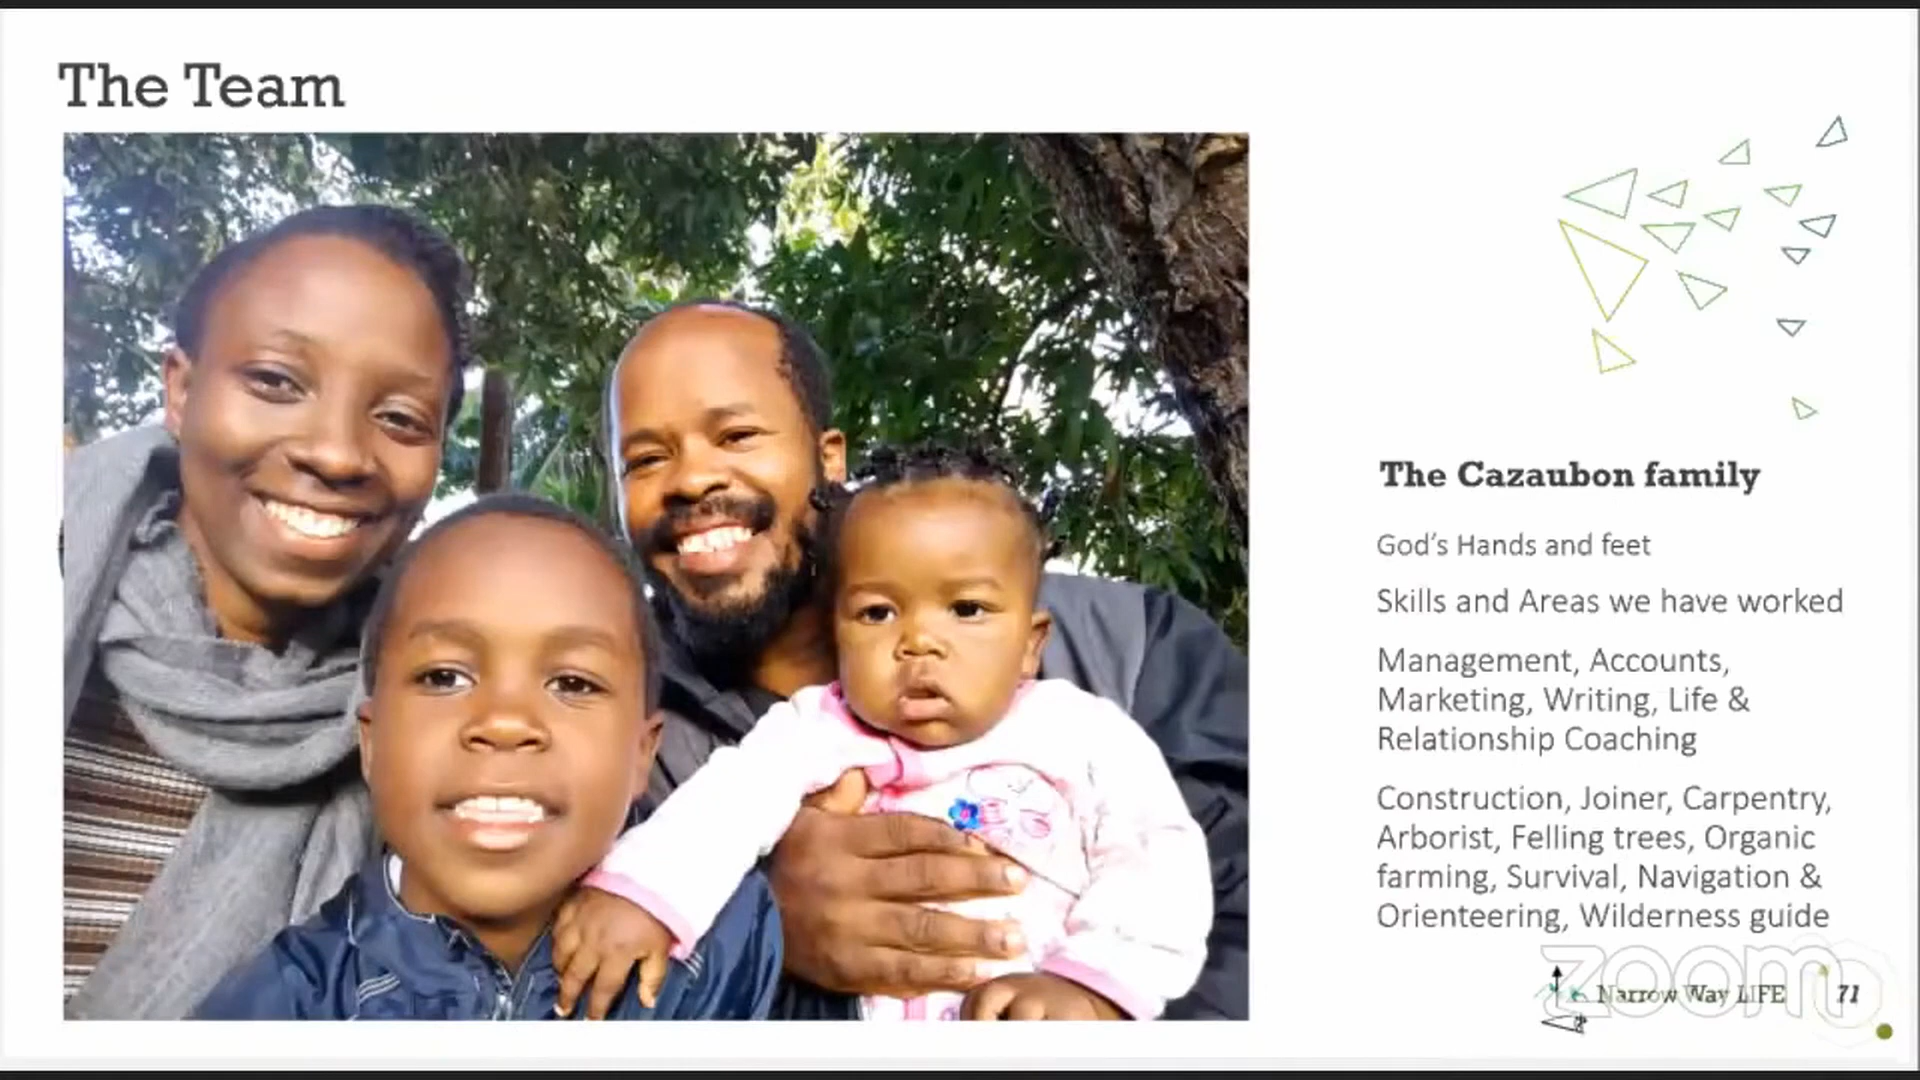 The Team
The Cazaubon family
God's Hands and feet
Skills and Areas we have worked
Management, Accounts,
Marketing, Writing, Life &
Relationship Coaching
Construction, Joiner, Carpentry,
Arborist, Felling trees, Organic
farming, Survival, Navigation &
Orienteering, Wilderness guide
zoom
Narrow Way LIFE
71